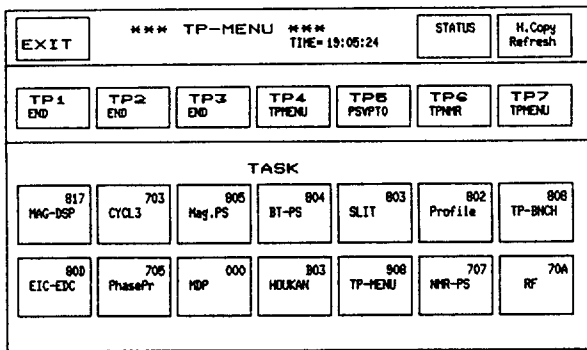 EXIT
*** TP-MENU ***
TIME= 19:05:24
STATUS
H.Copy
Refresh
TP1
END
TP2
END
TP3
END
TP4
TPMENU
TP5
PSVPT0
TP6
TPNMR
TP7
TPMENU
TASK
817
MAG-DSP
703
CYCL3
805
Mag.PS
804
BT-PS
803
SLIT
802
Profile
808
TP-BNCH
80D
EIC-EDC
705
PhasePr
000
MDP
B03
HOUKAN
908
TP-MENU
707
NMR-PS
70A
RF